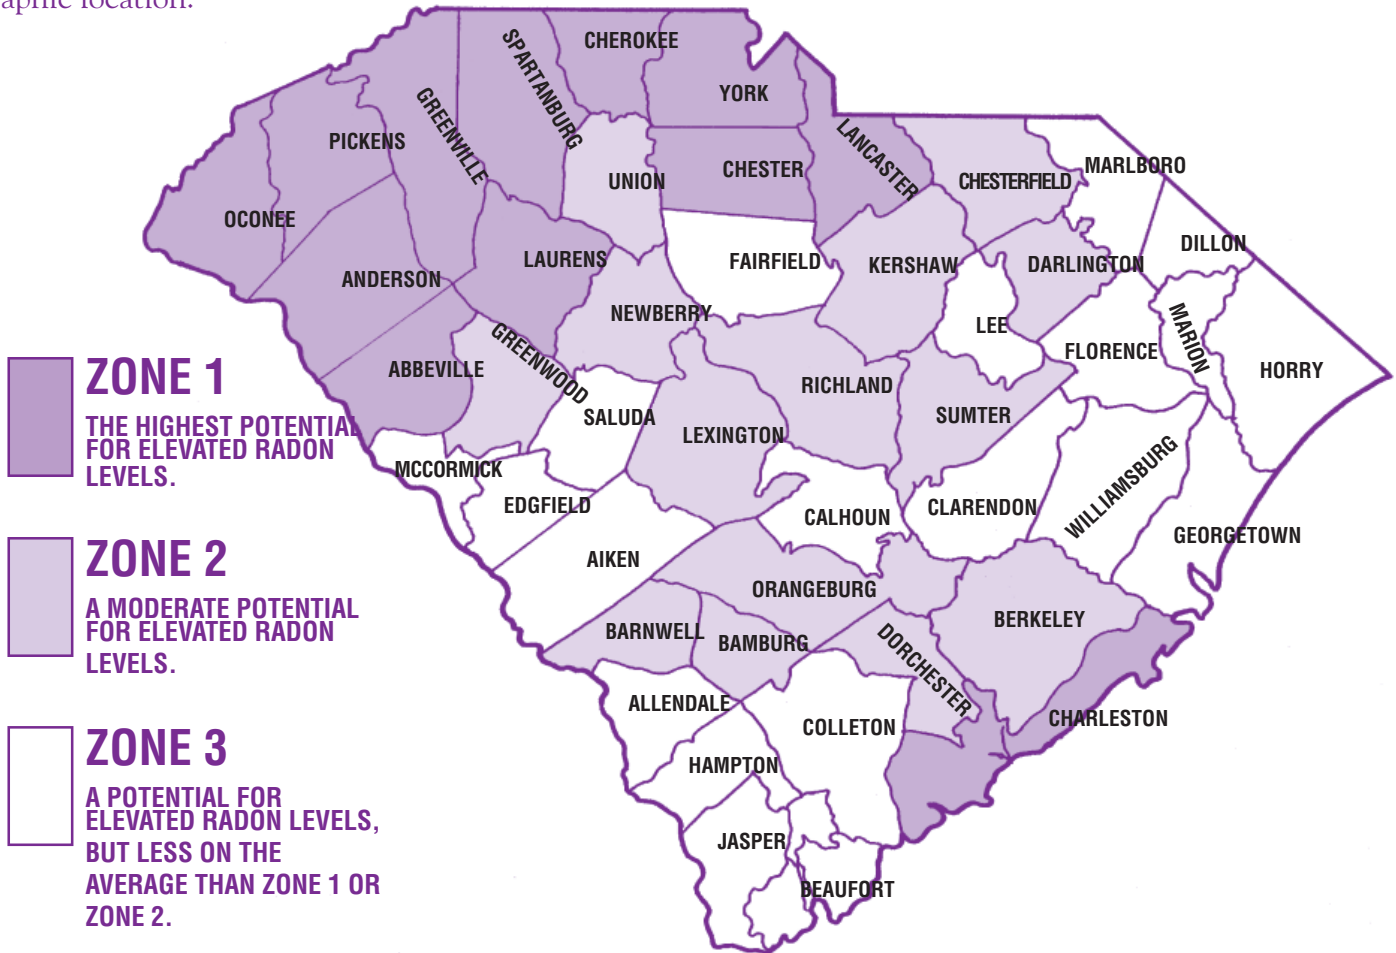 aphic location.
CHEROKEE
SPARTANBURG
YORK
GREENVILLE
PICKENS
LANCASTER
CHESTER
UNION
CHESTERFIELD
MARLBORO
OCONEE
DILLON
LAURENS
FAIRFIELD
KERSHAW
DARLINGTON
ANDERSON
NEWBERRY
LEE
MARION
FLORENCE
GREENWOOD
ABBEVILLE
HORRY
RICHLAND
SALUDA
SUMTER
LEXINGTON
MCCORMICK
EDGFIELD
WILLIAMSBURG
CLARENDON
CALHOUN
GEORGETOWN
AIKEN
ORANGEBURG
BERKELEY
BARNWELL
BAMBURG
DORCHESTER
ALLENDALE
CHARLESTON
COLLETON
HAMPTON
JASPER
BEAUFORT
ZONE 1
THE HIGHEST POTENTIAL
FOR ELEVATED RADON
LEVELS.
ZONE 2
A MODERATE POTENTIAL
FOR ELEVATED RADON
LEVELS.
ZONE 3
A POTENTIAL FOR
ELEVATED RADON LEVELS,
BUT LESS ON THE
AVERAGE THAN ZONE 1 OR
ZONE 2.